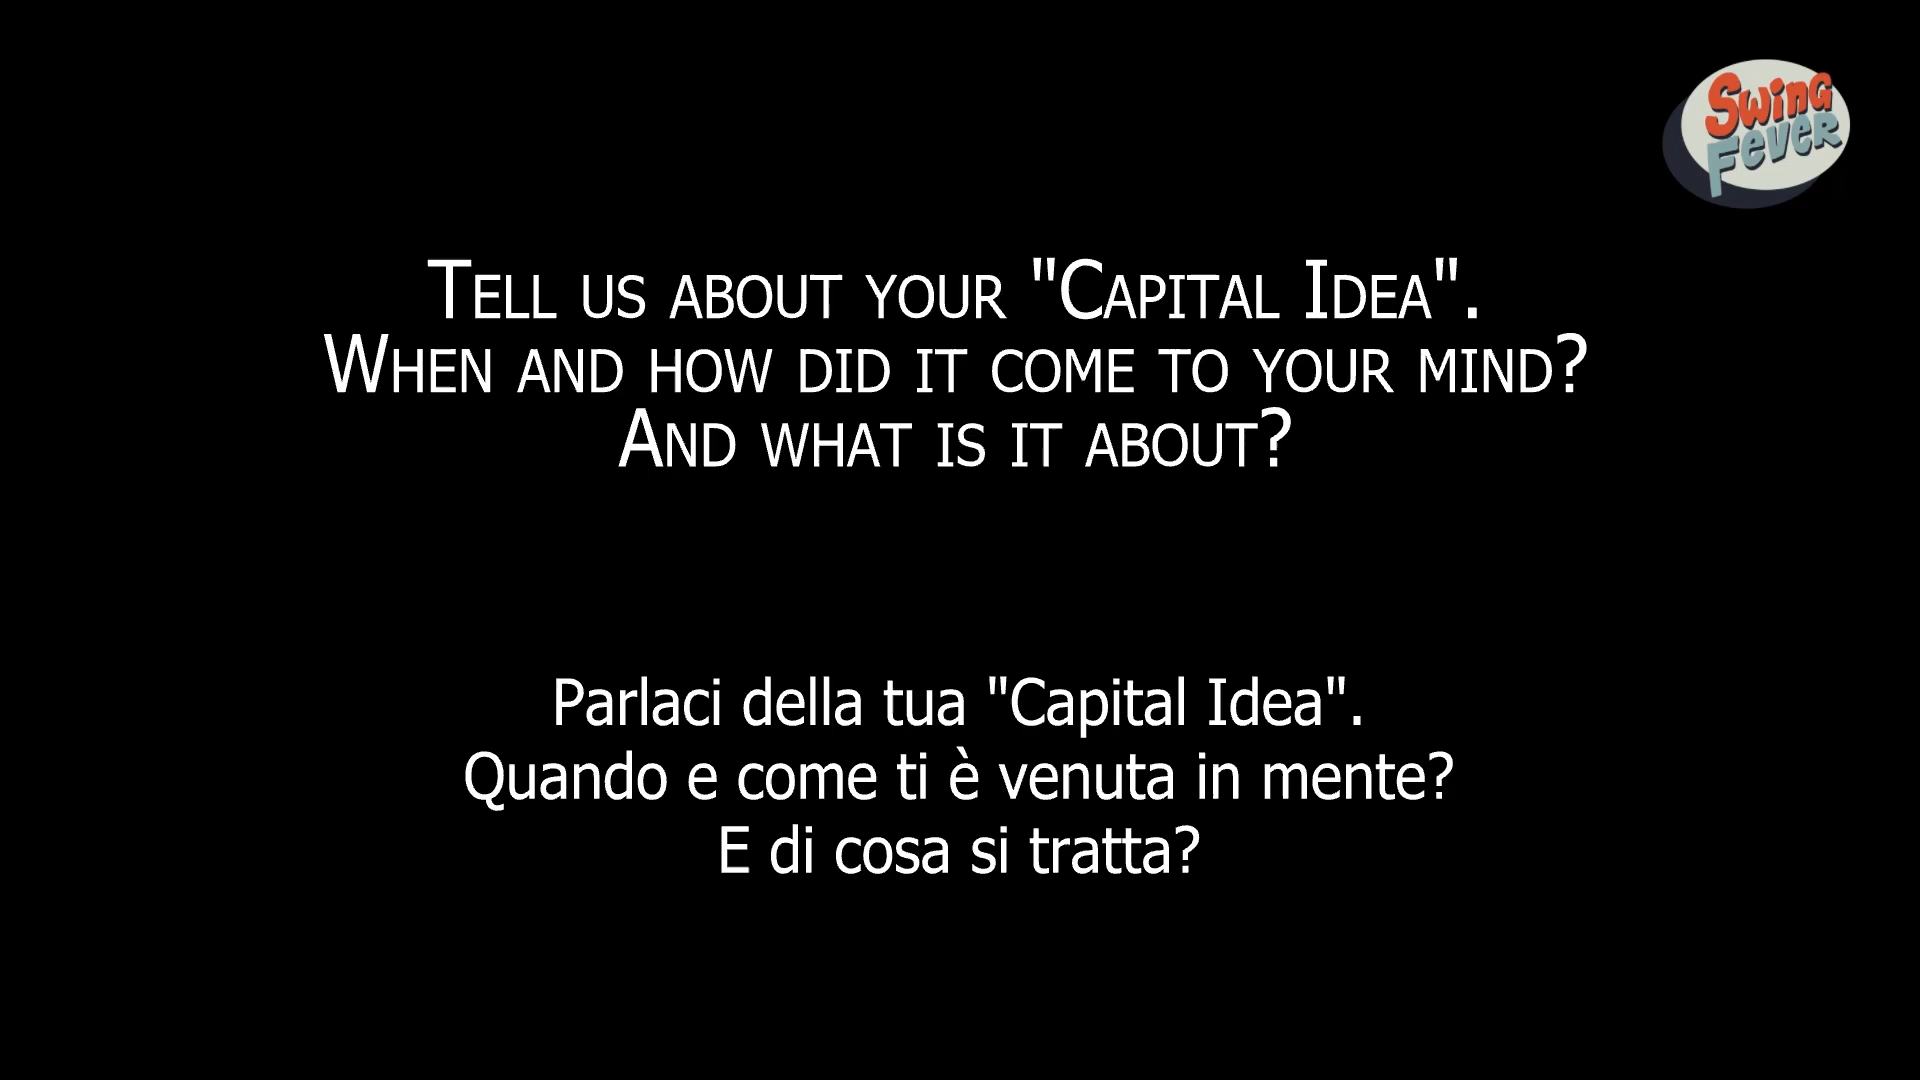 Swing
Fever
Tell us about your "Capital Idea".
When and how did it come to your mind?
And what is it about?
Parlaci della tua "Capital Idea".
Quando e come ti è venuta in mente?
E di cosa si tratta?